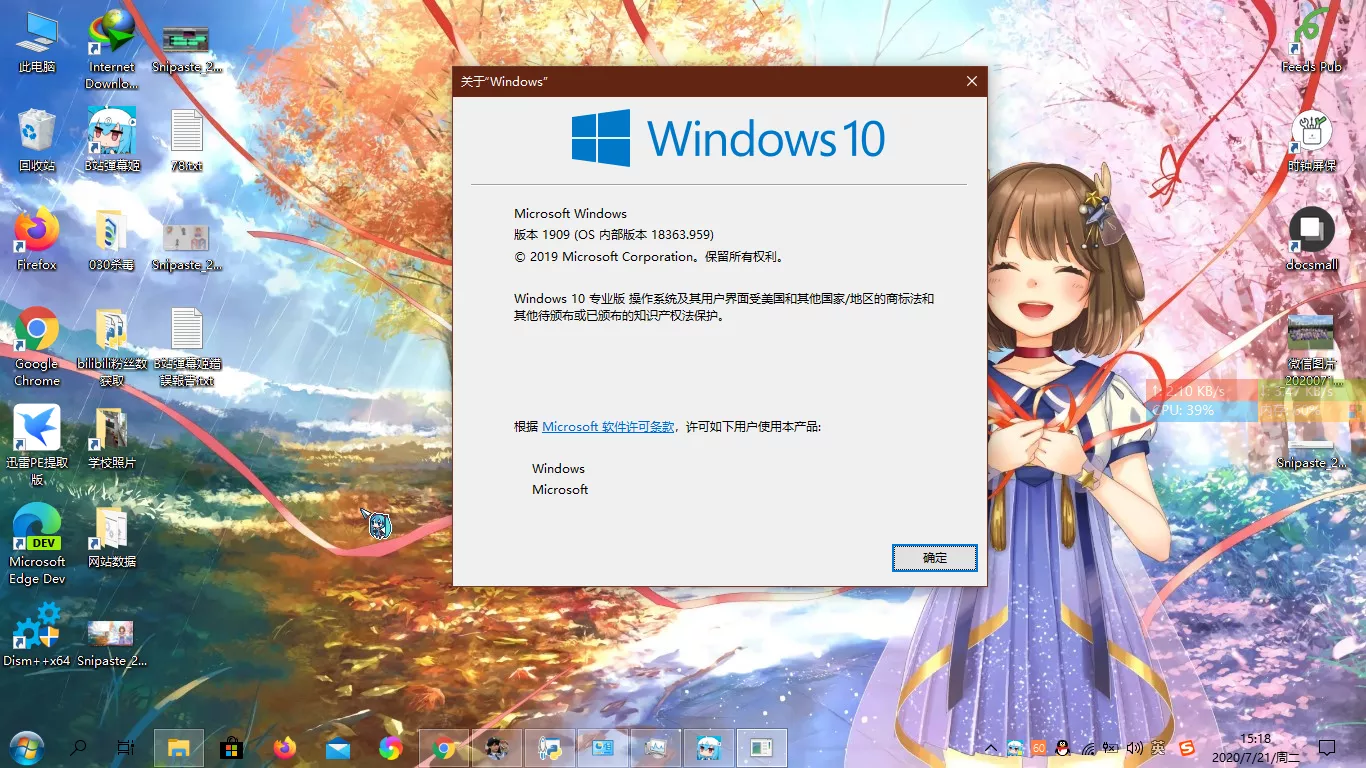 此电脑
Internet
Downlo...
Snipaste_2...
回收站
B站弹幕姬
78.txt
Firefox
030杀毒
Snipaste_2...
Google
Chrome
bilibili粉丝数
获取
B站弹幕姬错
误報告.txt
迅雷PE提取
版
学校照片
DEV
Microsoft
Edge Dev
网站数据
Dism++x64
Snipaste_2...
关于“Windows”
Windows 10
Microsoft Windows
版本 1909 (OS 内部版本 18363.959)
© 2019 Microsoft Corporation。保留所有权利。
Windows 10 专业版 操作系统及其用户界面受美国和其他国家/地区的商标法和
其他待颁布或已颁布的知识产权法保护。
根据 Microsoft 软件许可条款，许可如下用户使用本产品:
Windows
Microsoft
确定
Feeds Pub
时钟屏保
docsmall
微信图片
_2020071...
↑: 2.10 KB/s
CPU: 39%
Snipaste_2...
60
英
15:18
2020/7/21/周二